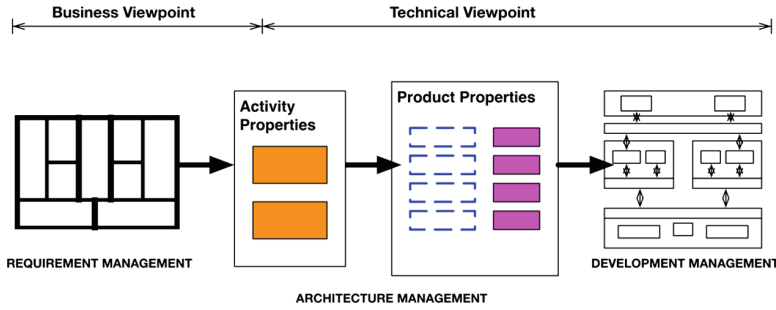 Business Viewpoint
Technical Viewpoint
Activity
Properties
Product Properties
REQUIREMENT MANAGEMENT
DEVELOPMENT MANAGEMENT
ARCHITECTURE MANAGEMENT